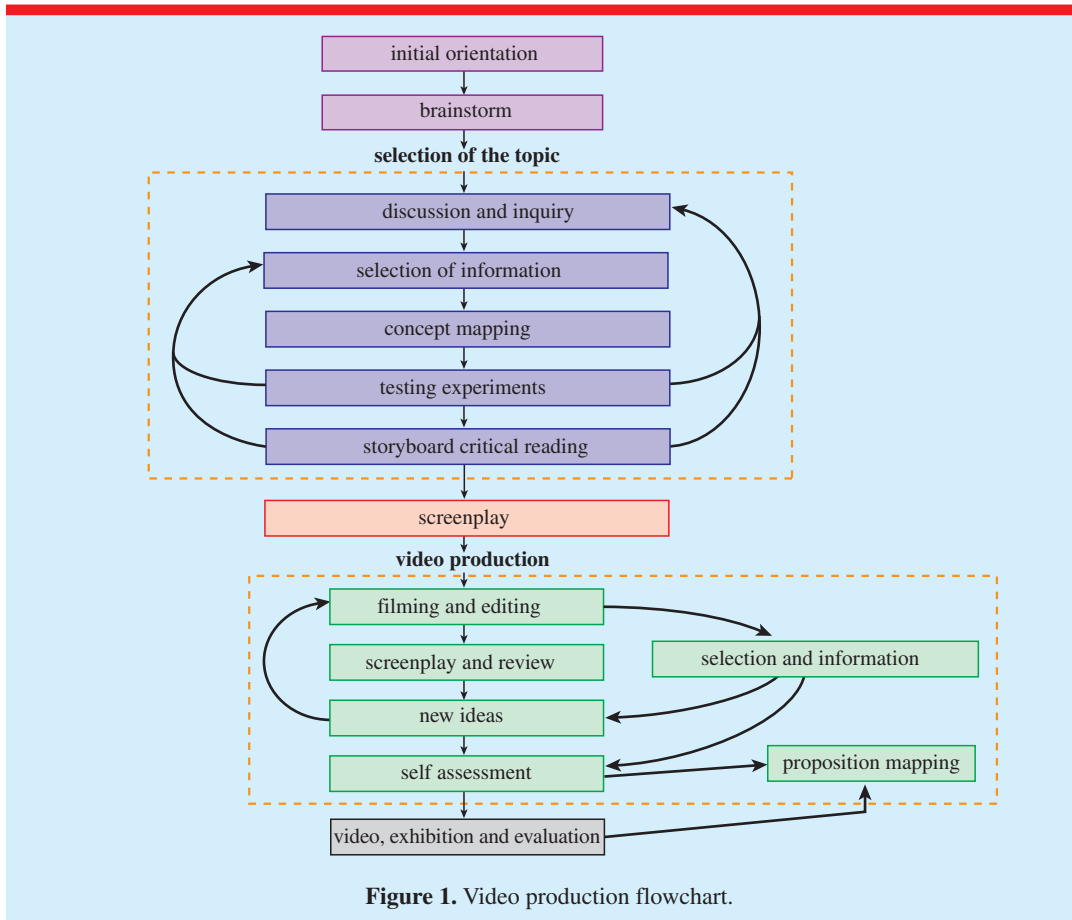 initial orientation
brainstorm
selection of the topic
discussion and inquiry
selection of information
concept mapping
testing experiments
storyboard critical reading
screenplay
video production
filming and editing
screenplay and review
selection and information
new ideas
self assessment
proposition mapping
video, exhibition and evaluation
Figure 1. Video production flowchart.